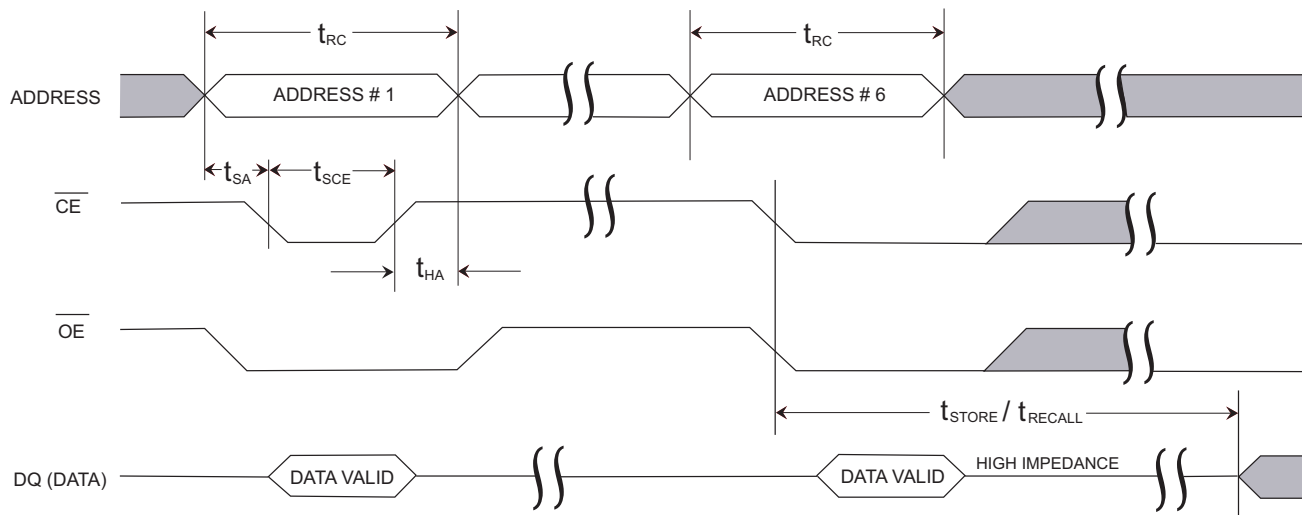 tRC
tRC
ADDRESS
ADDRESS # 1
ADDRESS # 6
tSA
tSCE
CE
tHA
OE
tSTORE / tRECALL
DQ (DATA)
DATA VALID
DATA VALID
HIGH IMPEDANCE